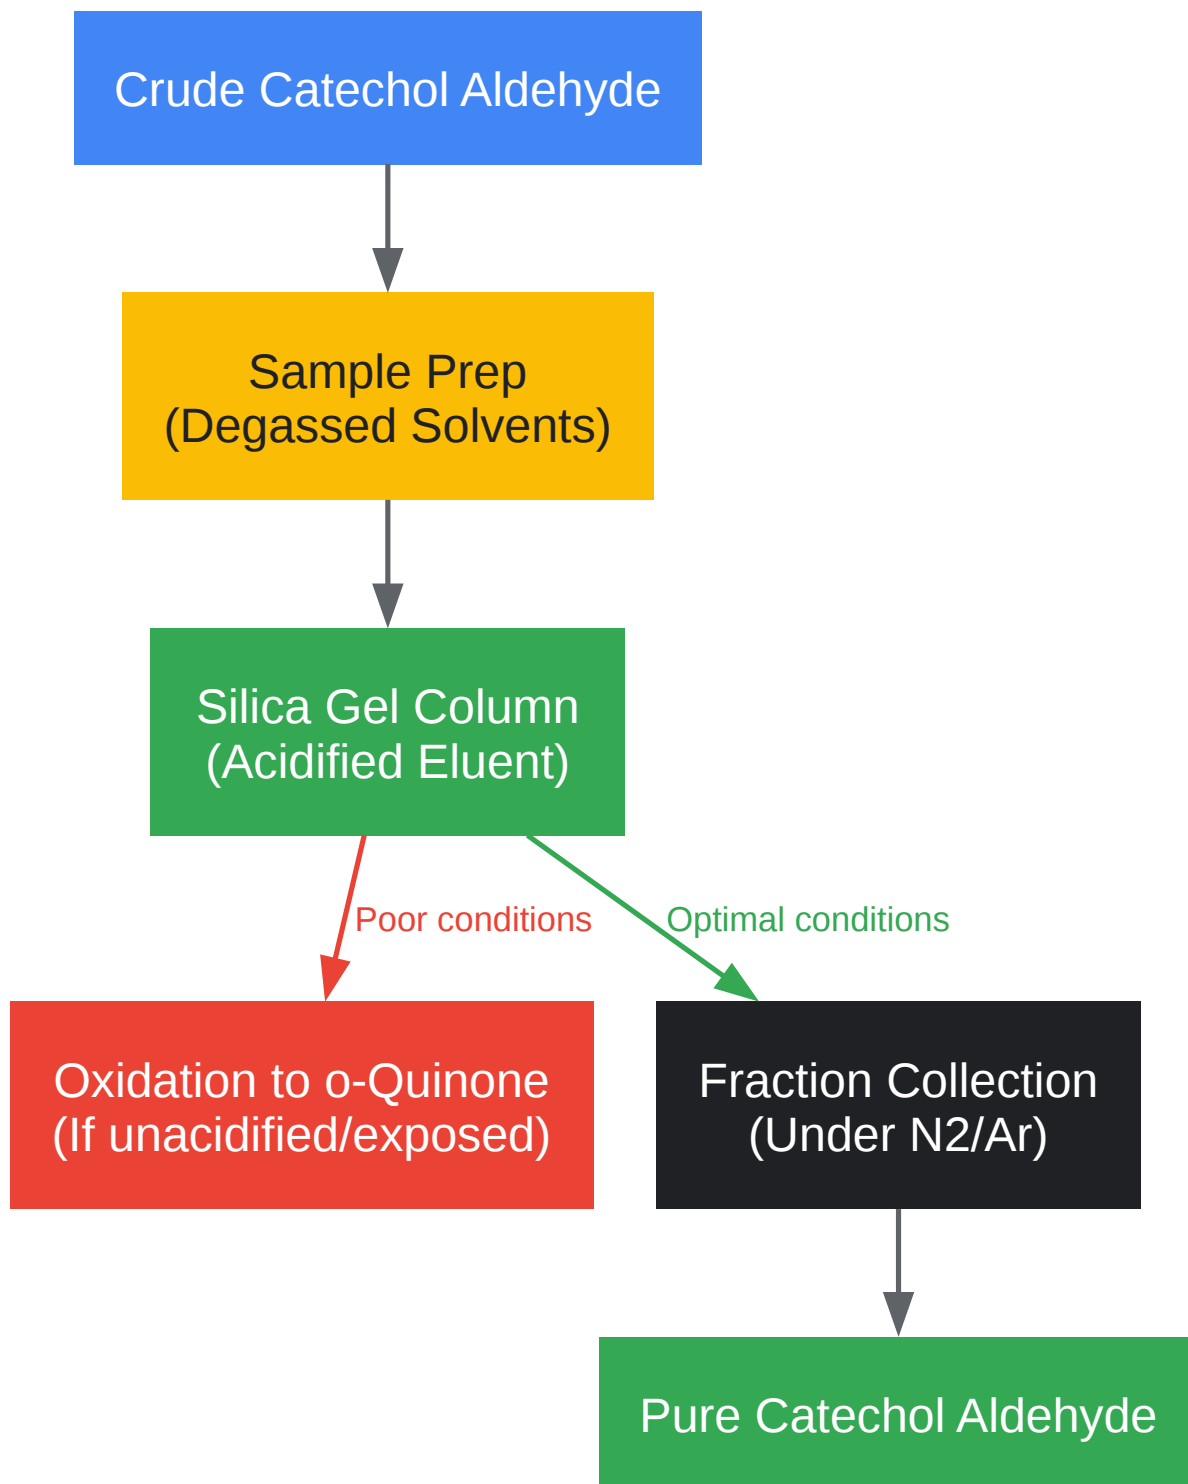 Crude Catechol Aldehyde
Sample Prep
(Degassed Solvents)
Silica Gel Column
(Acidified Eluent)
Poor conditions
Optimal conditions
Oxidation to o-Quinone
(If unacidified/exposed)
Fraction Collection
(Under N2/Ar)
Pure Catechol Aldehyde